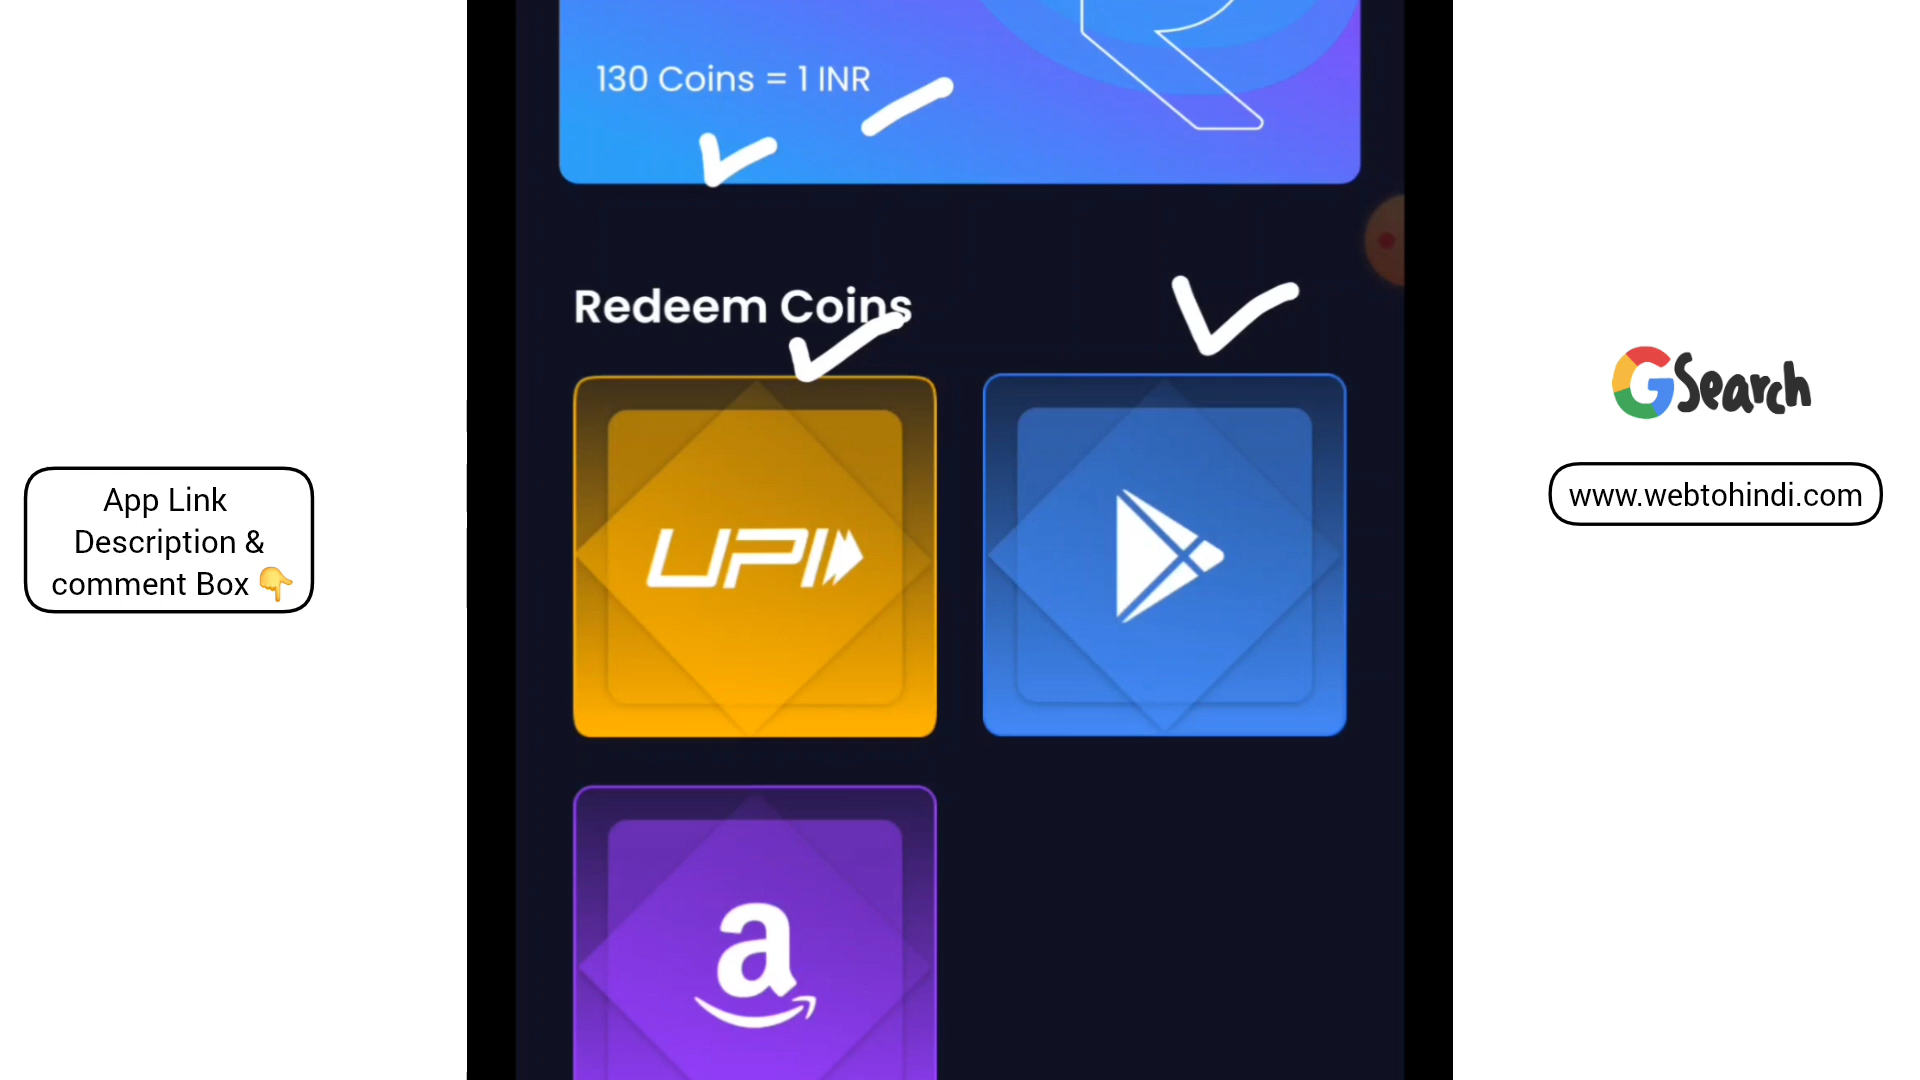 130 Coins = 1 INR
Redeem Coins
UPI
a
App Link
Description &
comment Box 👇
GSearch
www.webtohindi.com